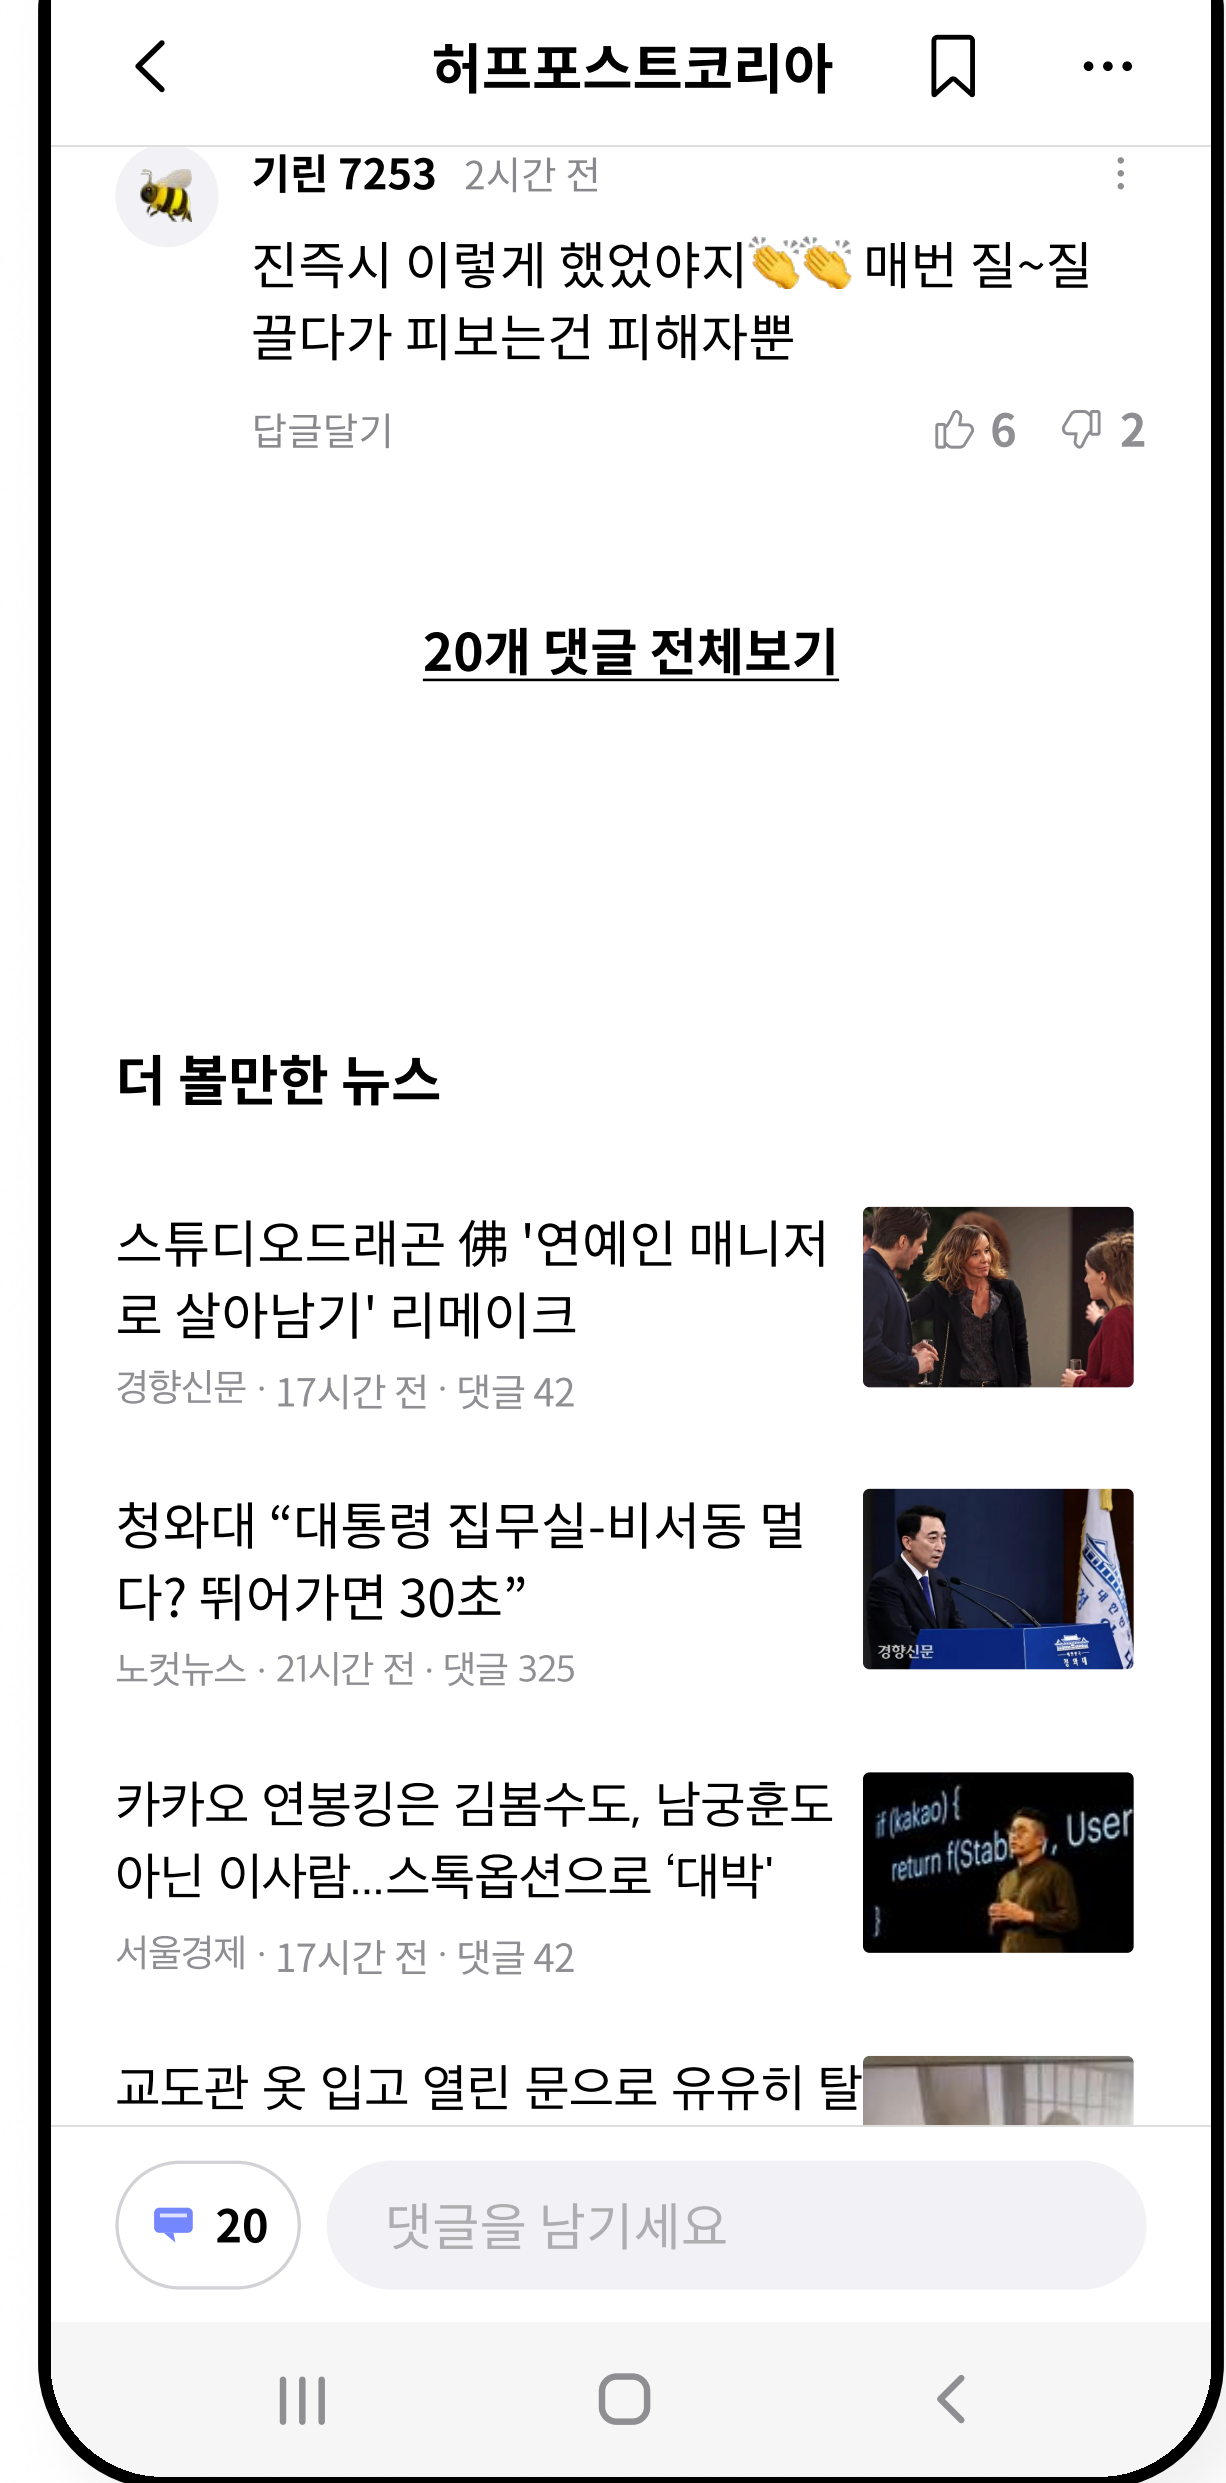 허프포스트코리아
기린 7253 2시간 전
진즉시 이렇게 했었야지👏👏 매번 질~질
끌다가 피보는건 피해자뿐
답글달기 6 2
20개 댓글 전체보기
더 볼만한 뉴스
스튜디오드래곤 佛 '연예인 매니저
로 살아남기' 리메이크
경향신문 · 17시간 전 · 댓글 42
청와대 “대통령 집무실-비서동 멀
다? 뛰어가면 30초”
노컷뉴스 · 21시간 전 · 댓글 325
경향신문
청와대
카카오 연봉킹은 김봄수도, 남궁훈도
아닌 이사람...스톡옵션으로 ‘대박'
서울경제 · 17시간 전 · 댓글 42
if (kakao) {
return f(Stab , User
}
교도관 옷 입고 열린 문으로 유유히 탈
20 댓글을 남기세요